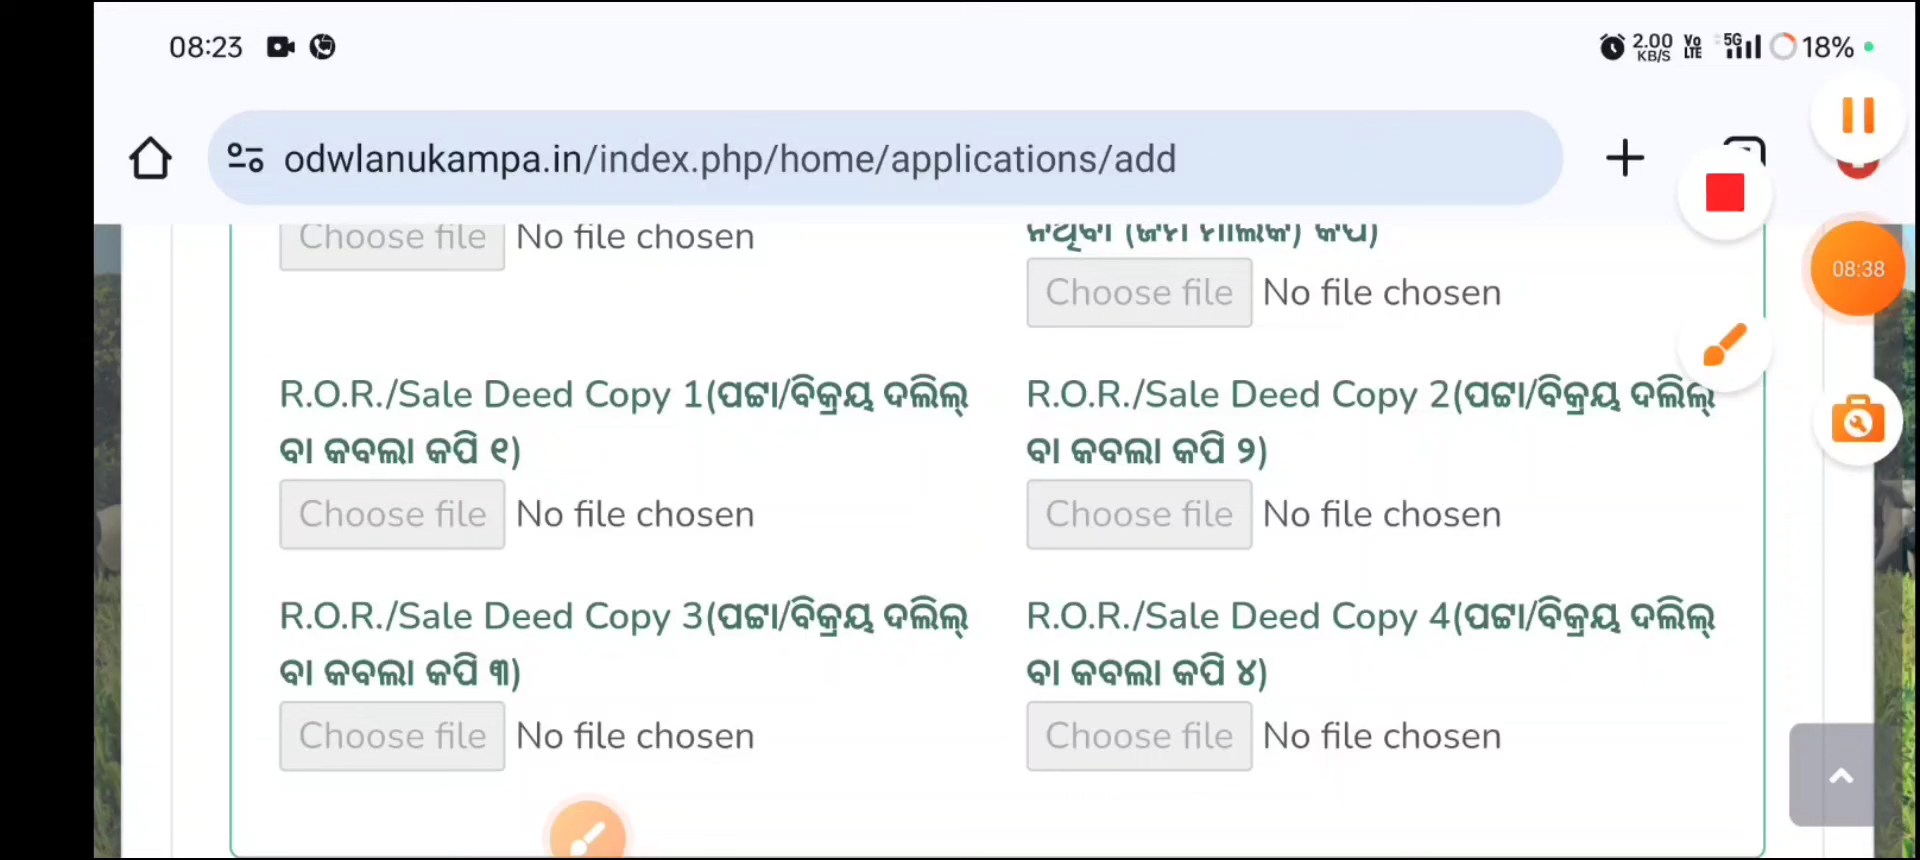 08:23
2.00 KB/S
Vo LTE
5G
18%
odwlanukampa.in/index.php/home/applications/add
08:38
Choose file No file chosen
Choose file No file chosen
R.O.R./Sale Deed Copy 1(ପଟ୍ଟା/ବିକ୍ରୟ ଦଲିଲ୍
ବା କବଲା କପି ୧)
Choose file No file chosen
R.O.R./Sale Deed Copy 2(ପଟ୍ଟା/ବିକ୍ରୟ ଦଲିଲ୍
ବା କବଲା କପି ୨)
Choose file No file chosen
R.O.R./Sale Deed Copy 3(ପଟ୍ଟା/ବିକ୍ରୟ ଦଲିଲ୍
ବା କବଲା କପି ୩)
Choose file No file chosen
R.O.R./Sale Deed Copy 4(ପଟ୍ଟା/ବିକ୍ରୟ ଦଲିଲ୍
ବା କବଲା କପି ୪)
Choose file No file chosen